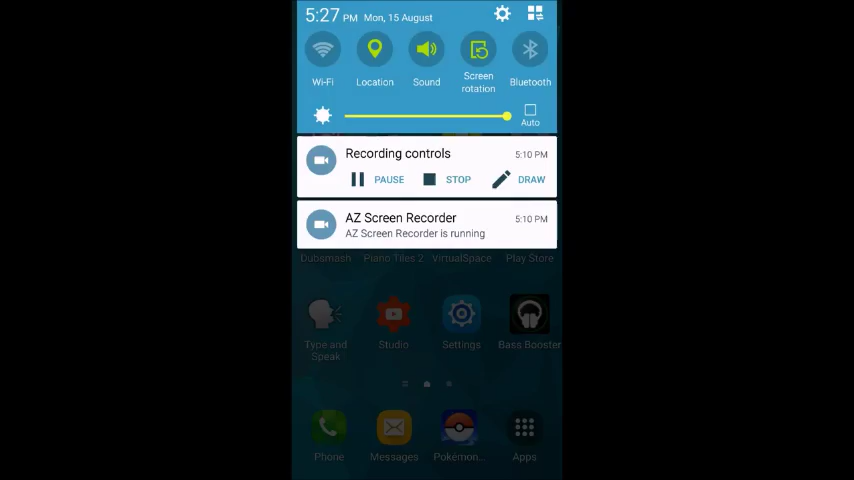 5:27 PM Mon, 15 August
Wi-Fi Location Sound Screen rotation Bluetooth
Auto
Recording controls 5:10 PM
PAUSE STOP DRAW
AZ Screen Recorder 5:10 PM
AZ Screen Recorder is running
Dubsmash Piano Tiles 2 VirtualSpace Play Store
Type and Speak Studio Settings Bass Booster
Phone Messages Pokémon... Apps